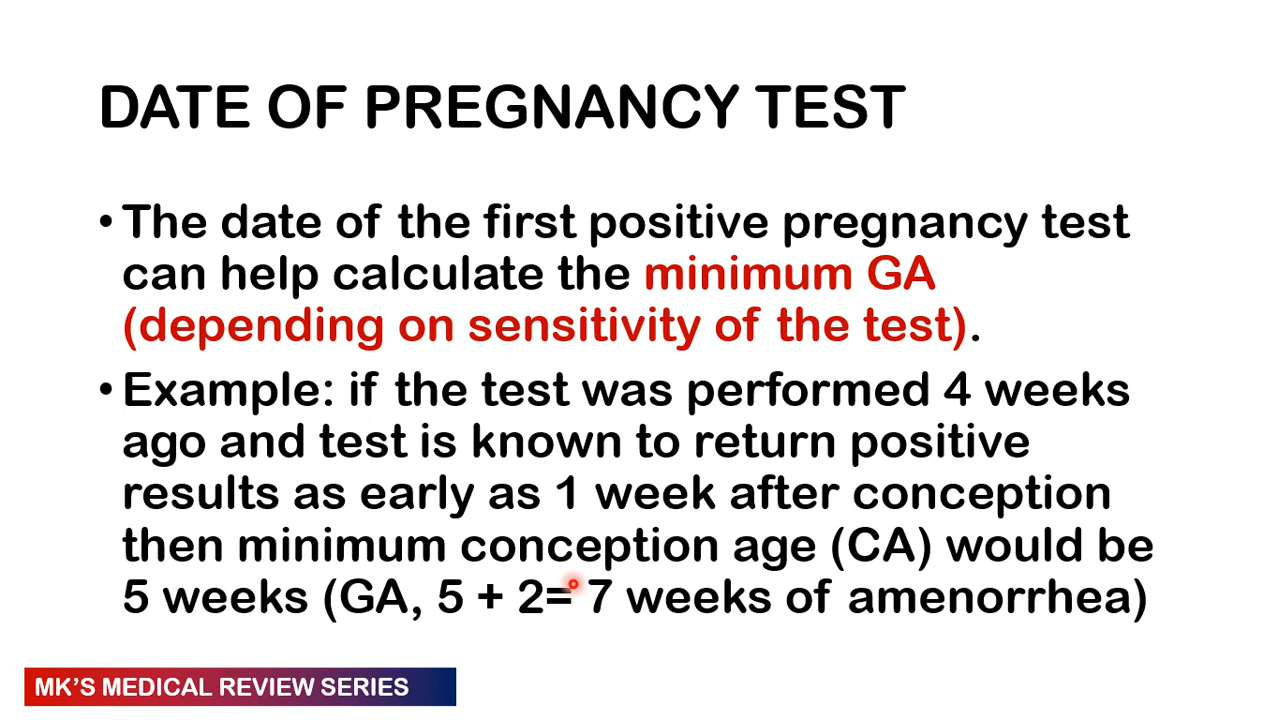 DATE OF PREGNANCY TEST
• The date of the first positive pregnancy test
can help calculate the minimum GA
(depending on sensitivity of the test).
• Example: if the test was performed 4 weeks
ago and test is known to return positive
results as early as 1 week after conception
then minimum conception age (CA) would be
5 weeks (GA, 5 + 2= 7 weeks of amenorrhea)
MK'S MEDICAL REVIEW SERIES